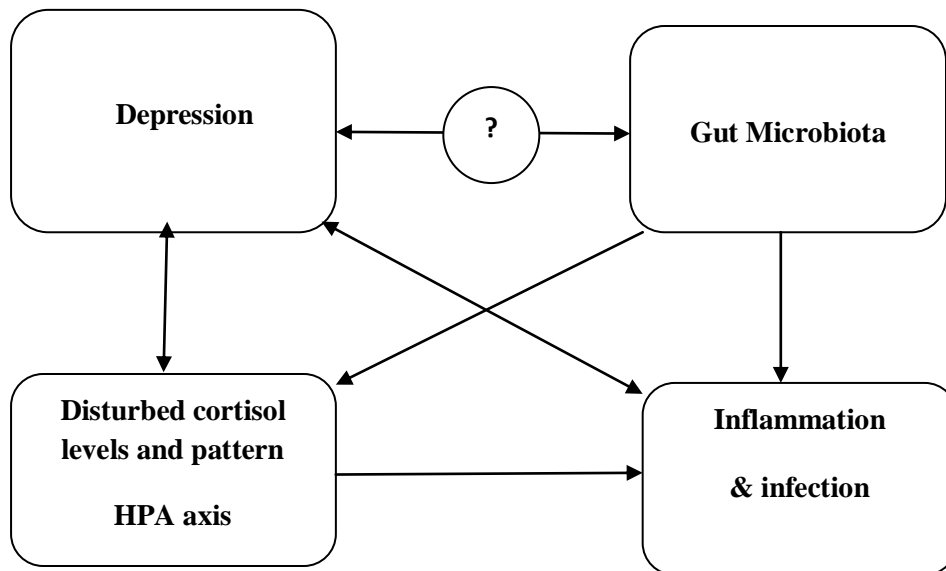 Depression
?
Gut Microbiota
Disturbed cortisol
levels and pattern
HPA axis
Inflammation
& infection